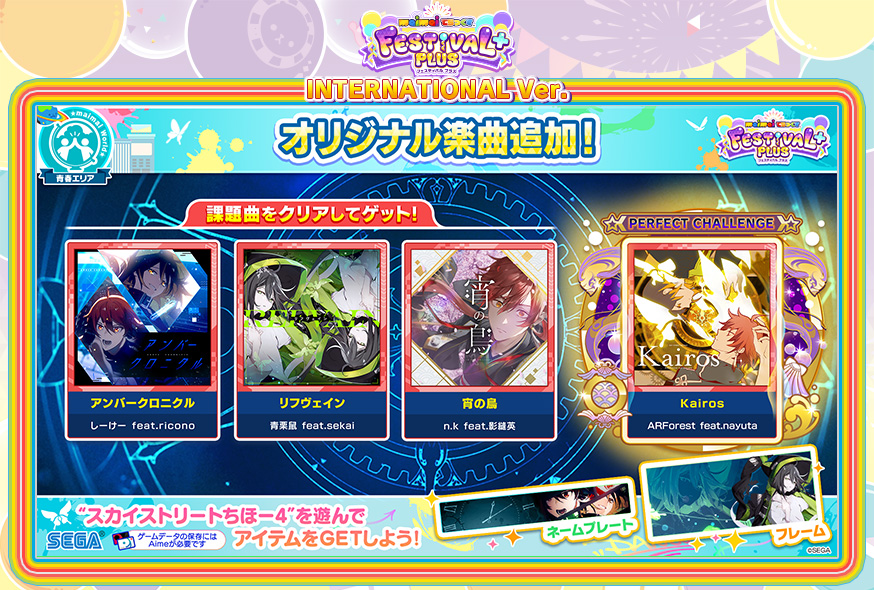 maimai でらっくす
FESTiVAL+
PLUS
フェスティバル プラス
INTERNATIONAL Ver.
maimai World
青春エリア
オリジナル楽曲追加!
maimai でらっくす
FESTiVAL+
PLUS
フェスティバル プラス
課題曲をクリアしてゲット!
PERFECT CHALLENGE
アンバー
クロニクル
宵の鳥
Kairos
アンバークロニクル
しーけー feat.ricono
リフヴェイン
青栗鼠 feat.sekai
宵の鳥
n.k feat.影縫英
Kairos
ARForest feat.nayuta
“スカイストリートちほー4”を遊んで
アイテムをGETしよう!
SEGA
ゲームデータの保存には
Aimeが必要です
ネームプレート
フレーム
©SEGA